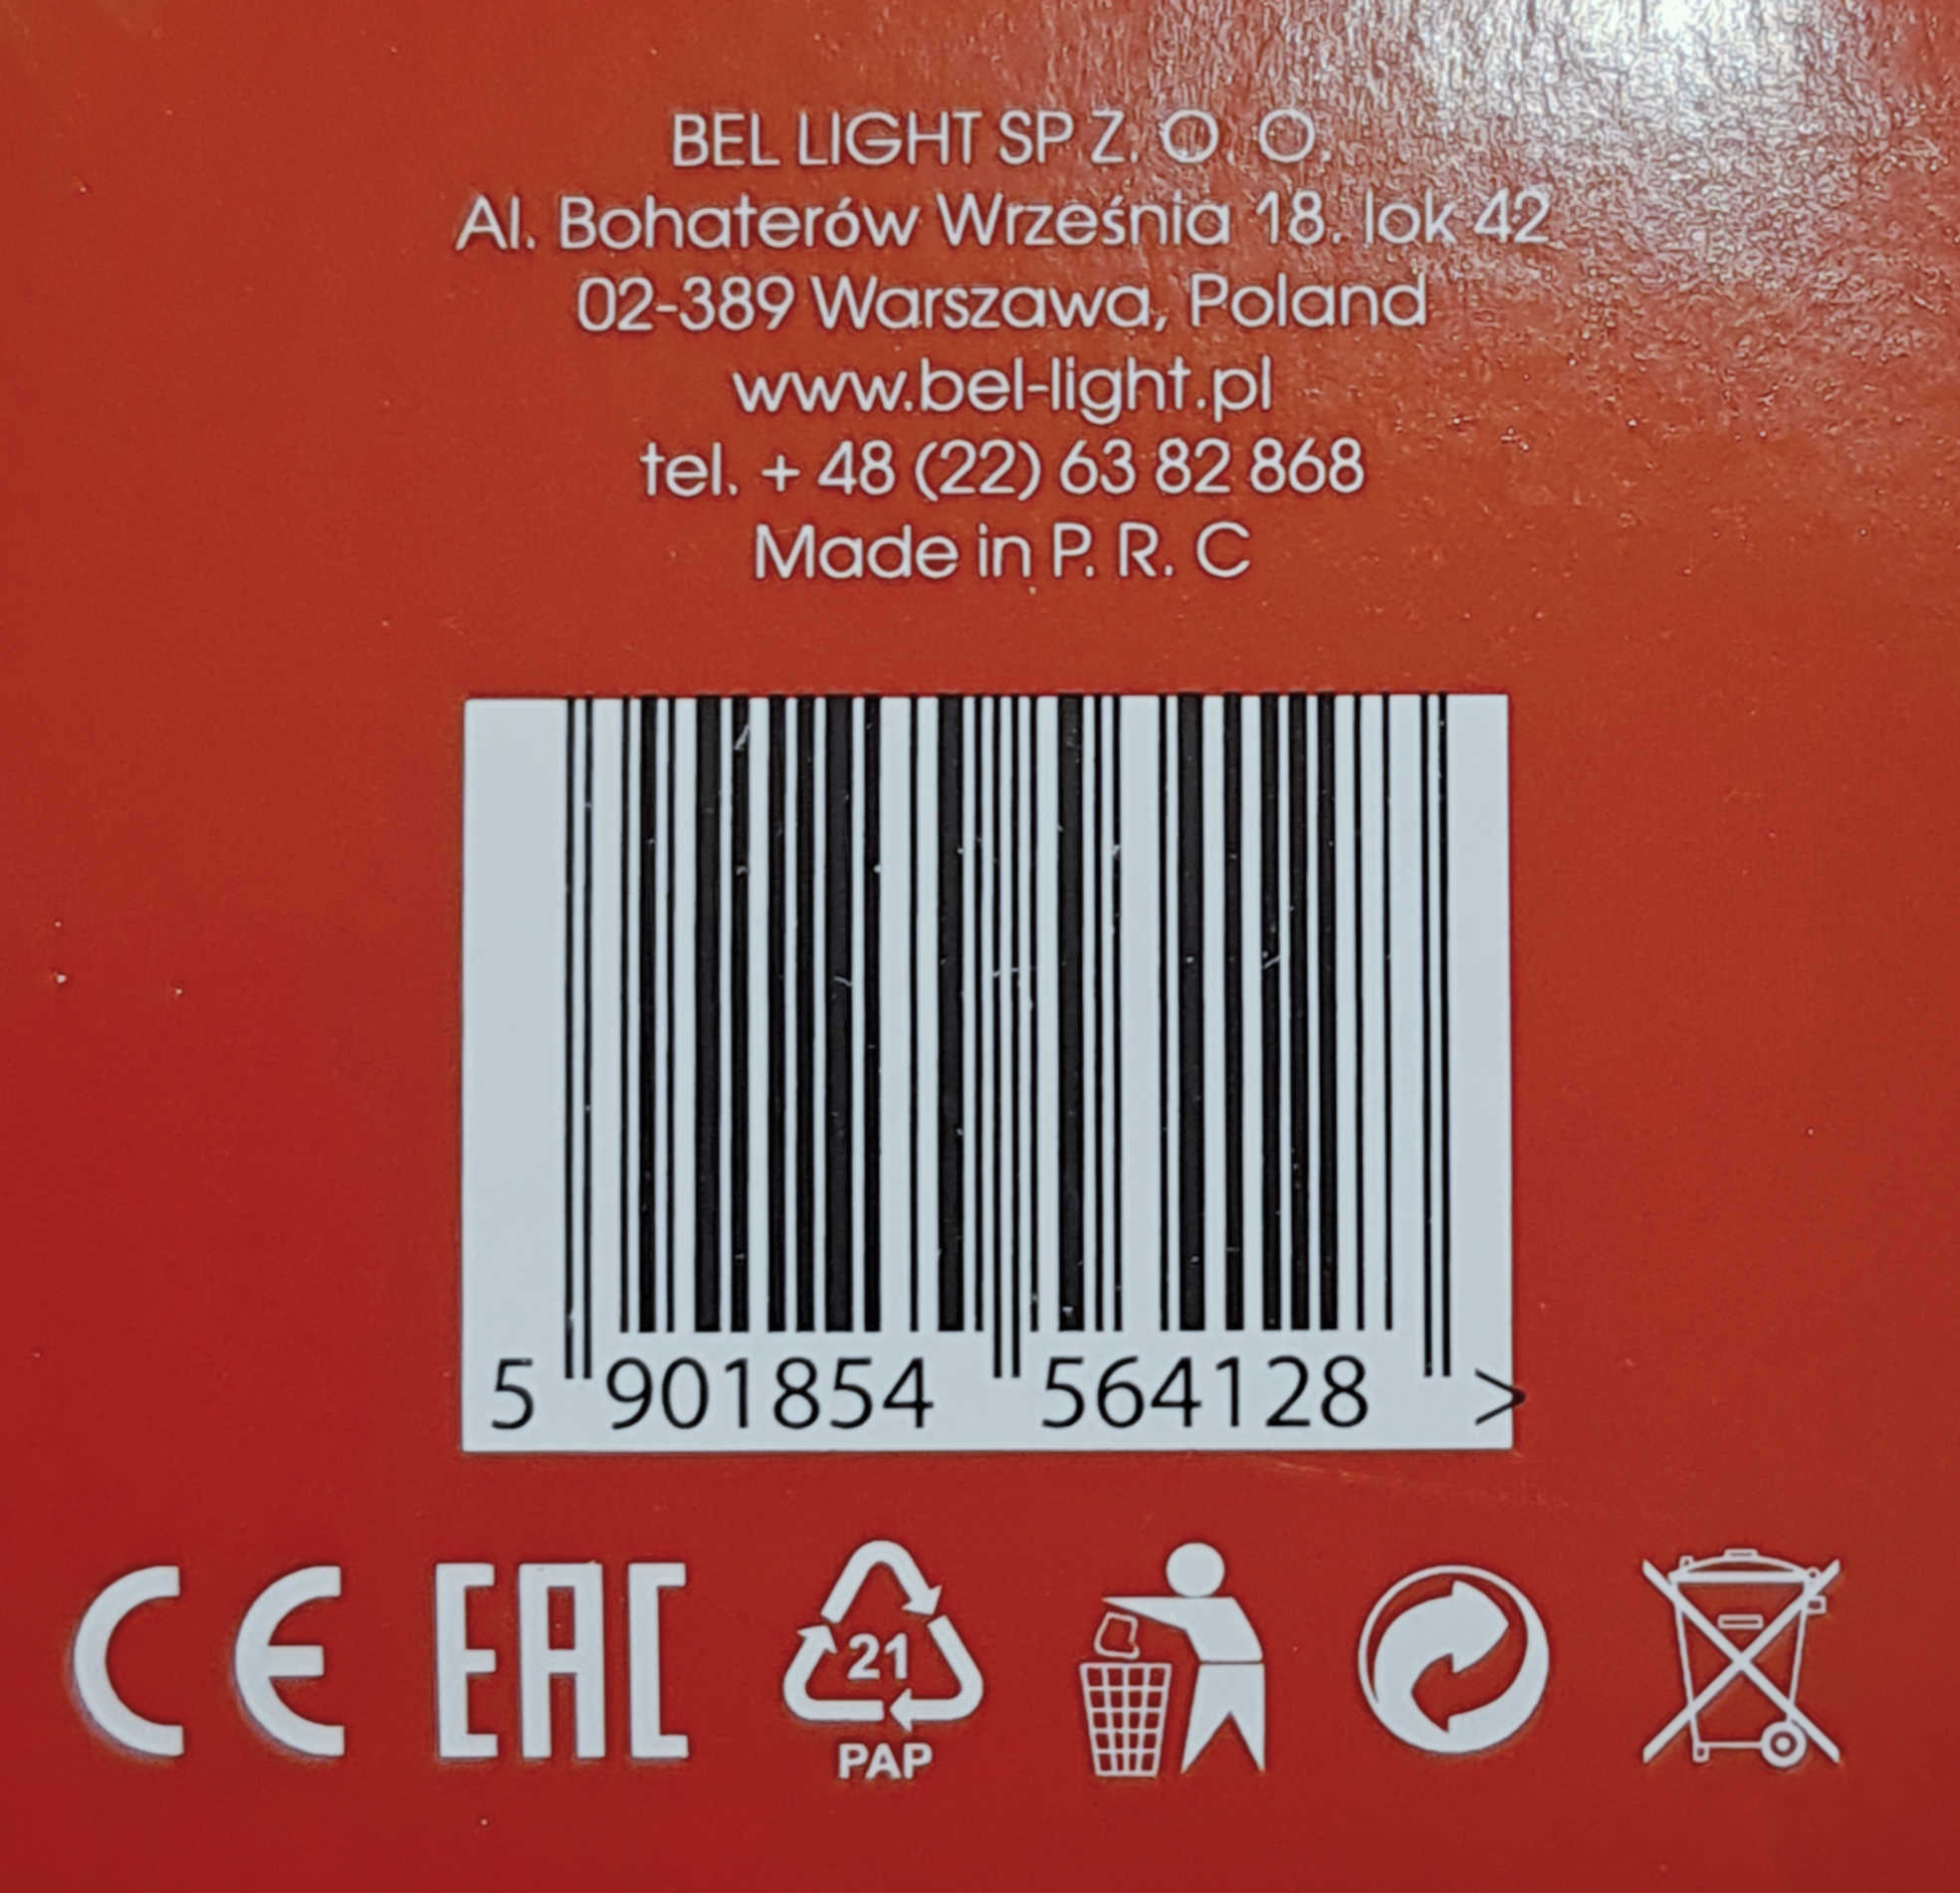 BEL LIGHT SP Z. O. O.
Al. Bohaterów Września 18. lok 42
02-389 Warszawa, Poland
www.bel-light.pl
tel. + 48 (22) 63 82 868
Made in P. R. C
5 901854 564128 >
CE EAC
21
PAP